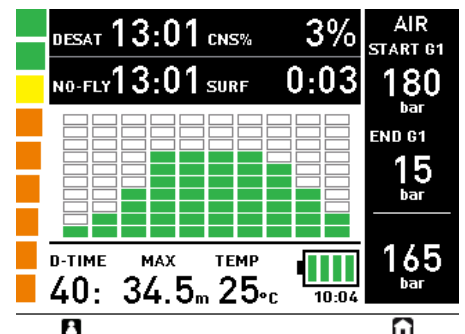 DESAT 13:01 CNS% 3%
NO-FLY 13:01 SURF 0:03
D-TIME MAX TEMP
40: 34.5m 25°C
10:04
AIR
START G1
180
bar
END G1
15
bar
165
bar